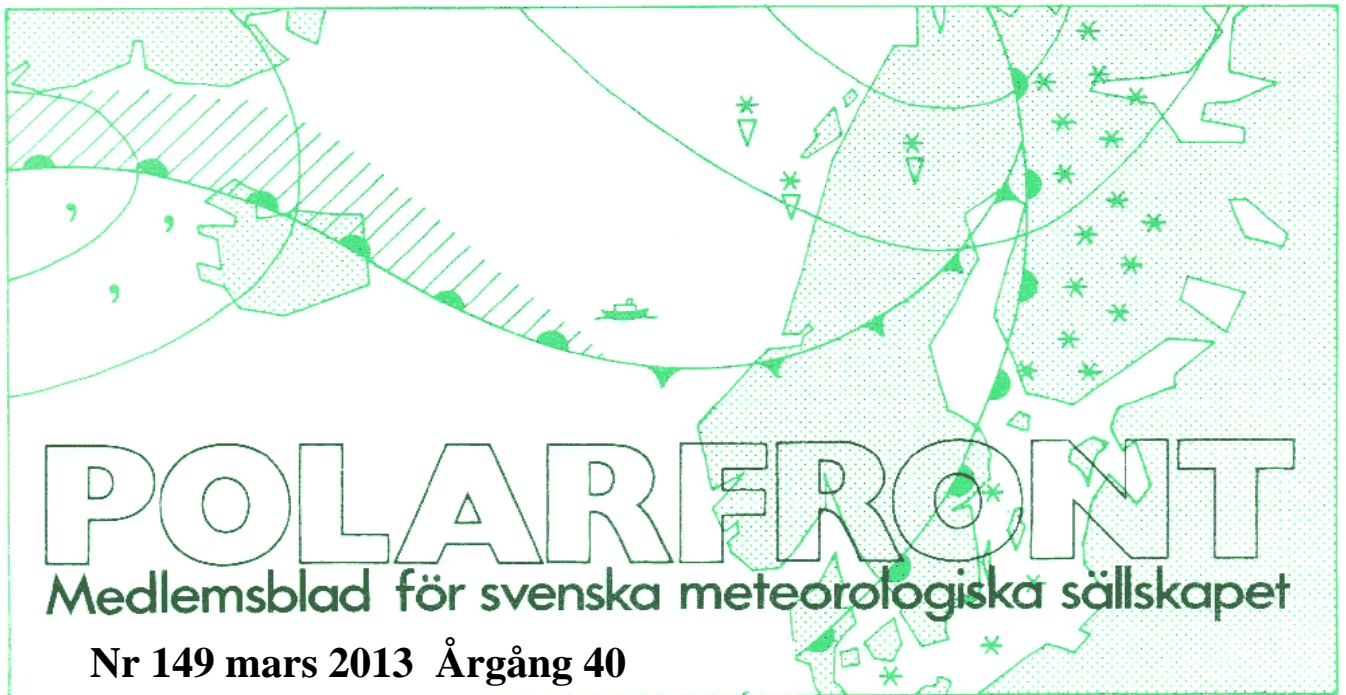 POLARFRONT
Medlemsblad för svenska meteorologiska sällskapet
Nr 149 mars 2013 Årgång 40